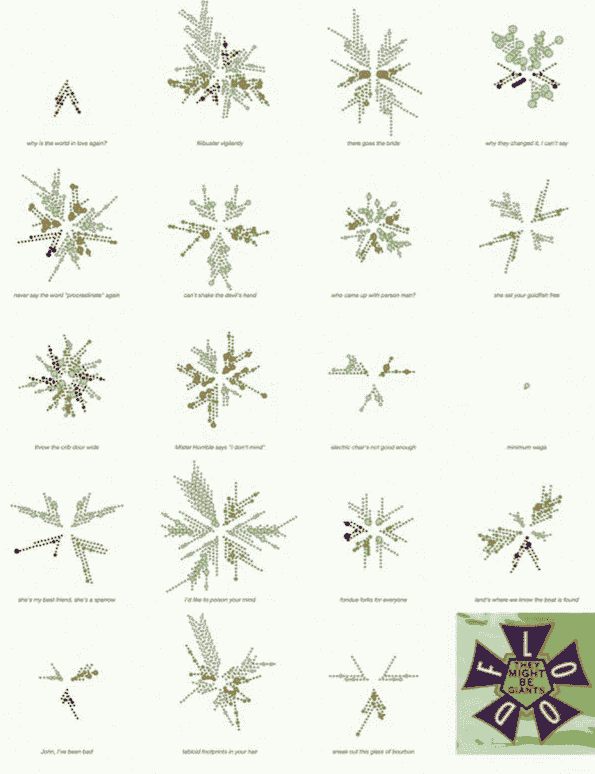 why is the world in love again?
filibuster vigilantly
there goes the bride
why they changed it, I can't say
never say the word "procrastinate" again
can't shake the devil's hand
who came up with person man?
she set your goldfish free
throw the crib door wide
Mister Horrible says "I don't mind"
electric chair's not good enough
minimum wage
she's my best friend, she's a sparrow
I'd like to poison your mind
fondue forks for everyone
land's where we know the boat is found
John, I've been bad
tabloid footprints in your hair
sneak out this glass of bourbon
FLOOD
THEY
MIGHT
BE
GIANTS